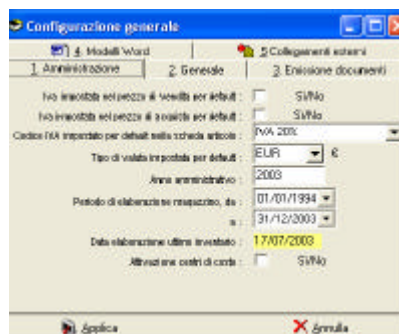 Configurazione generale
4. Modelli Word 5 Collegamenti esterni
1. Amministrazione 2. Generale 3. Emissione documenti
Iva impostata nel prezzo di vendita per default : Si/No
Iva impostata nel prezzo di acquisto per default : Si/No
Codice IVA impostato per default nella scheda articolo : IVA 20%
Tipo di valuta impostata per default : EUR €
Anno amministrativo : 2003
Periodo di elaborazione magazzino, da : 01/01/1994
a : 31/12/2003
Data elaborazione ultimo inventario : 17/07/2003
Attivazione centri di costo : Si/No
Applica Annulla